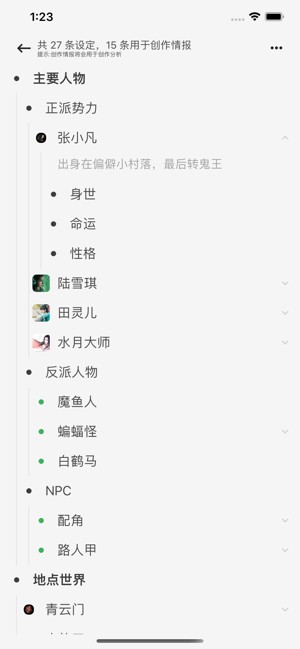 1:23
共 27 条设定，15 条用于创作情报
提示:创作情报将会用于创作分析
主要人物
正派势力
张小凡
出身在偏僻小村落，最后转鬼王
身世
命运
性格
陆雪琪
田灵儿
水月大师
反派人物
魔鱼人
蝙蝠怪
白鹤马
NPC
配角
路人甲
地点世界
青云门